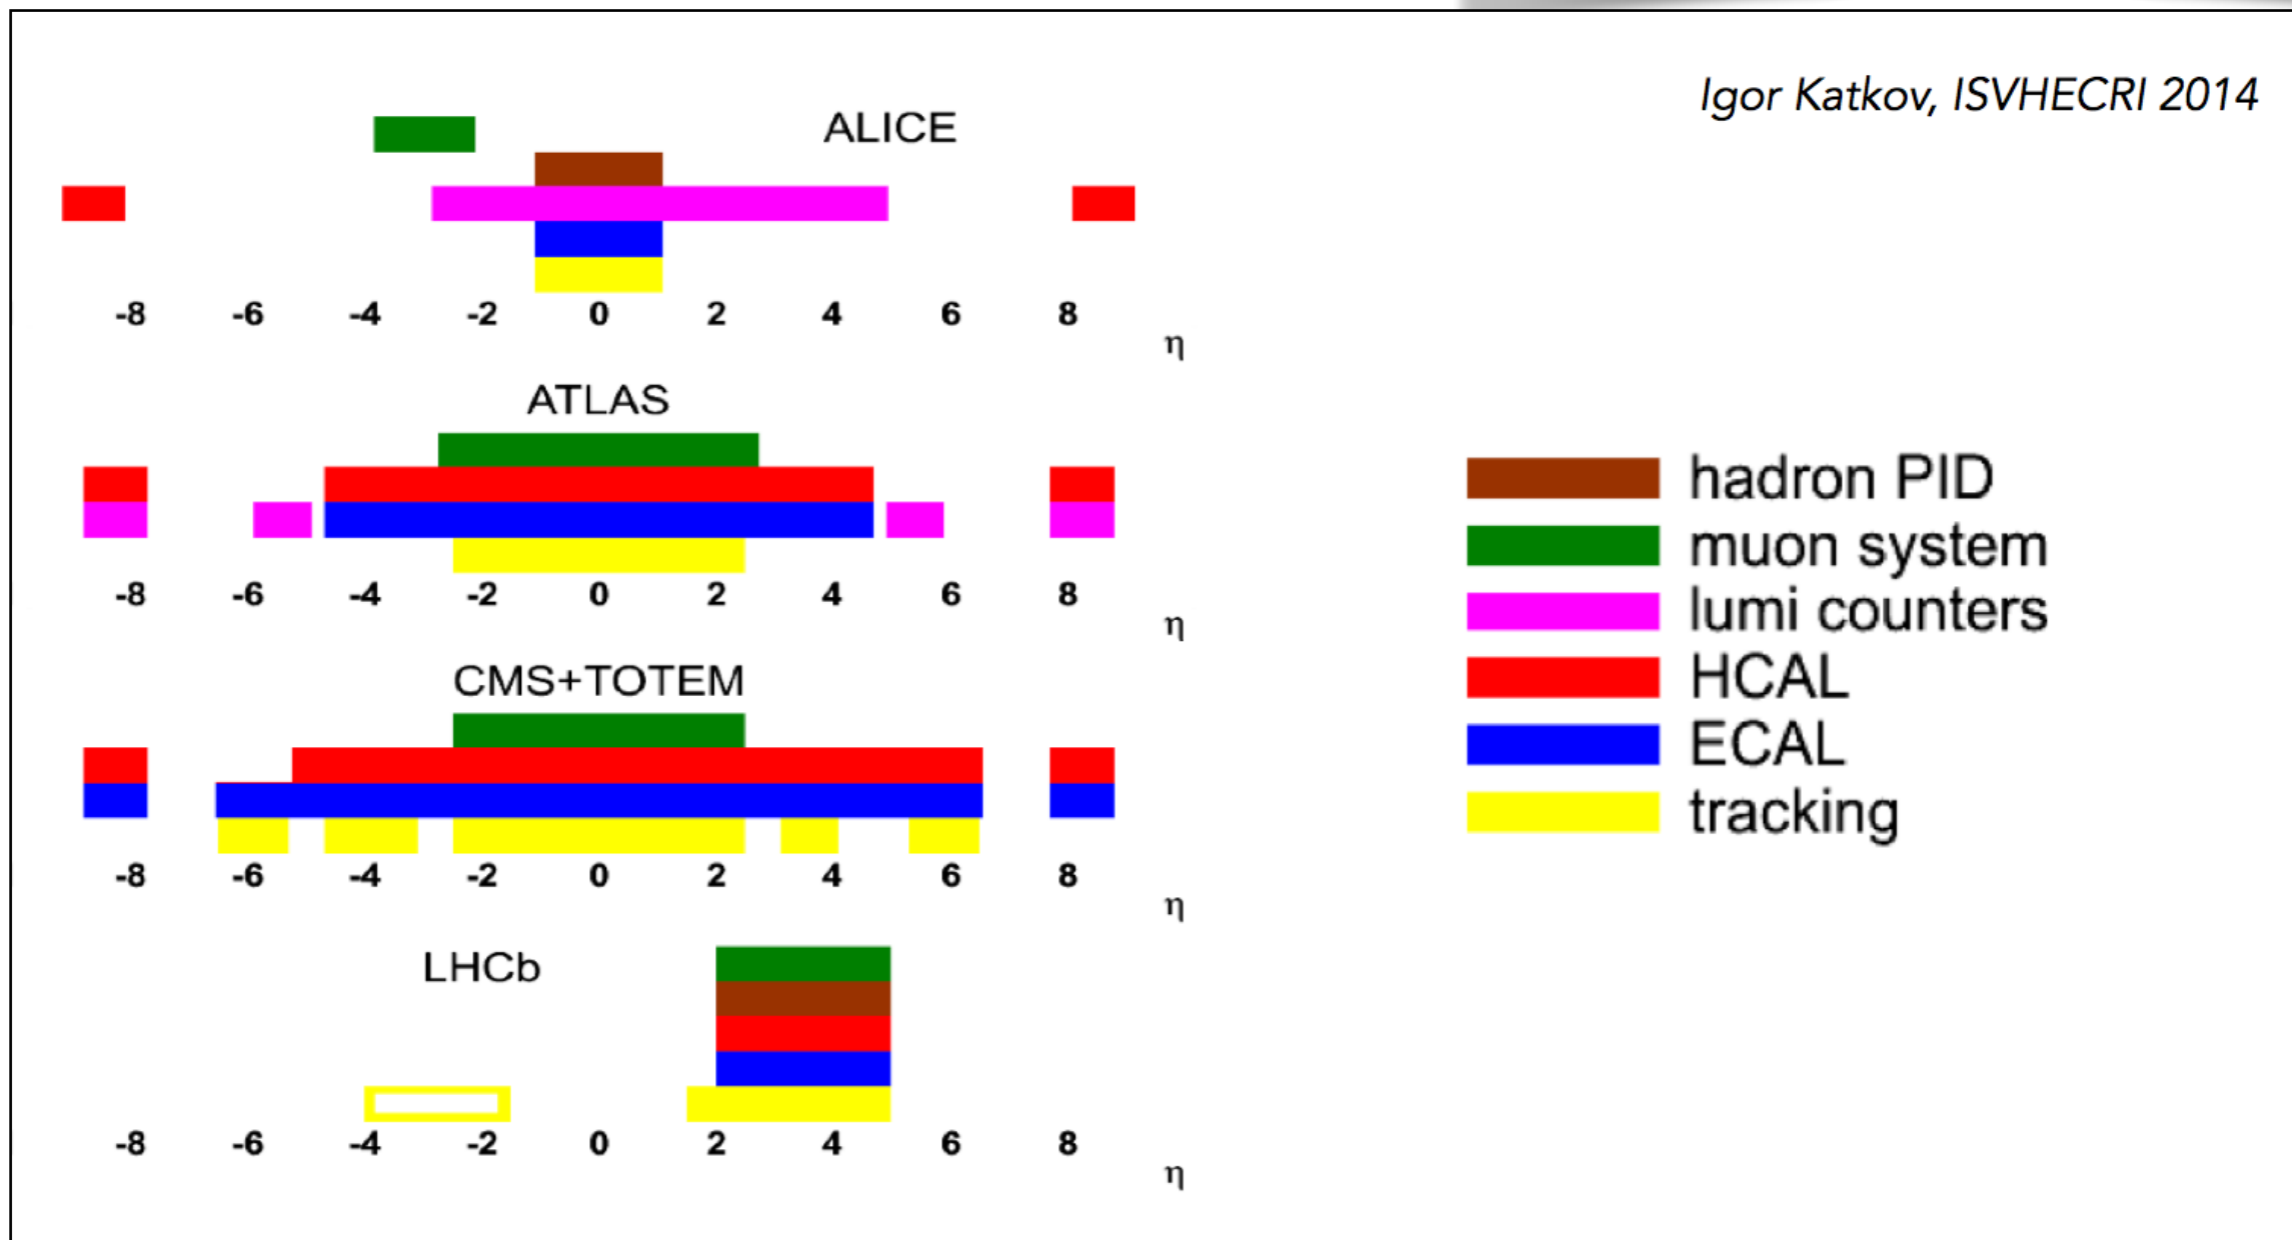 Igor Katkov, ISVHECRI 2014
ALICE
-8 -6 -4 -2 0 2 4 6 8
η
ATLAS
-8 -6 -4 -2 0 2 4 6 8
η
CMS+TOTEM
-8 -6 -4 -2 0 2 4 6 8
η
LHCb
-8 -6 -4 -2 0 2 4 6 8
η
hadron PID
muon system
lumi counters
HCAL
ECAL
tracking